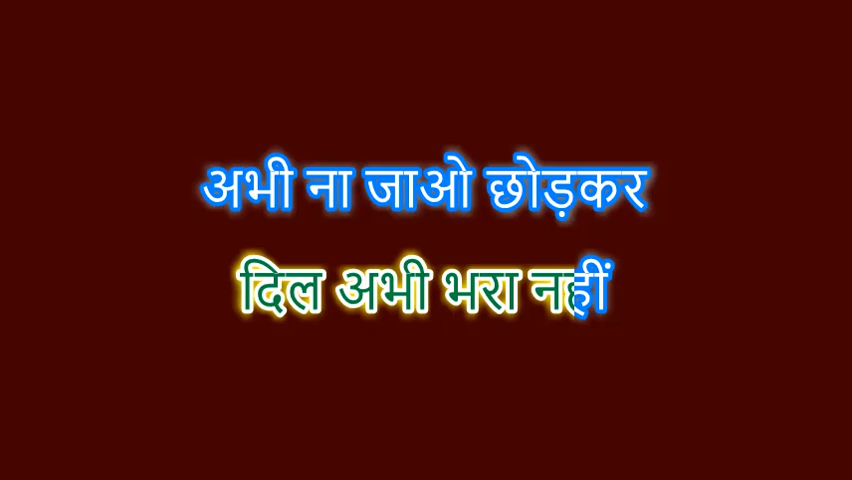 अभी ना जाओ छोड़कर
दिल अभी भरा नहीं